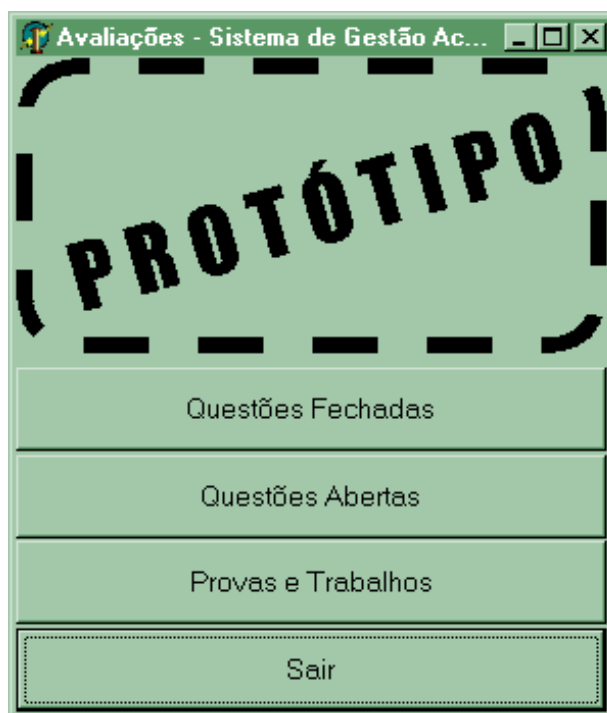 Avaliações - Sistema de Gestão Ac...
PROTÓTIPO
Questões Fechadas
Questões Abertas
Provas e Trabalhos
Sair